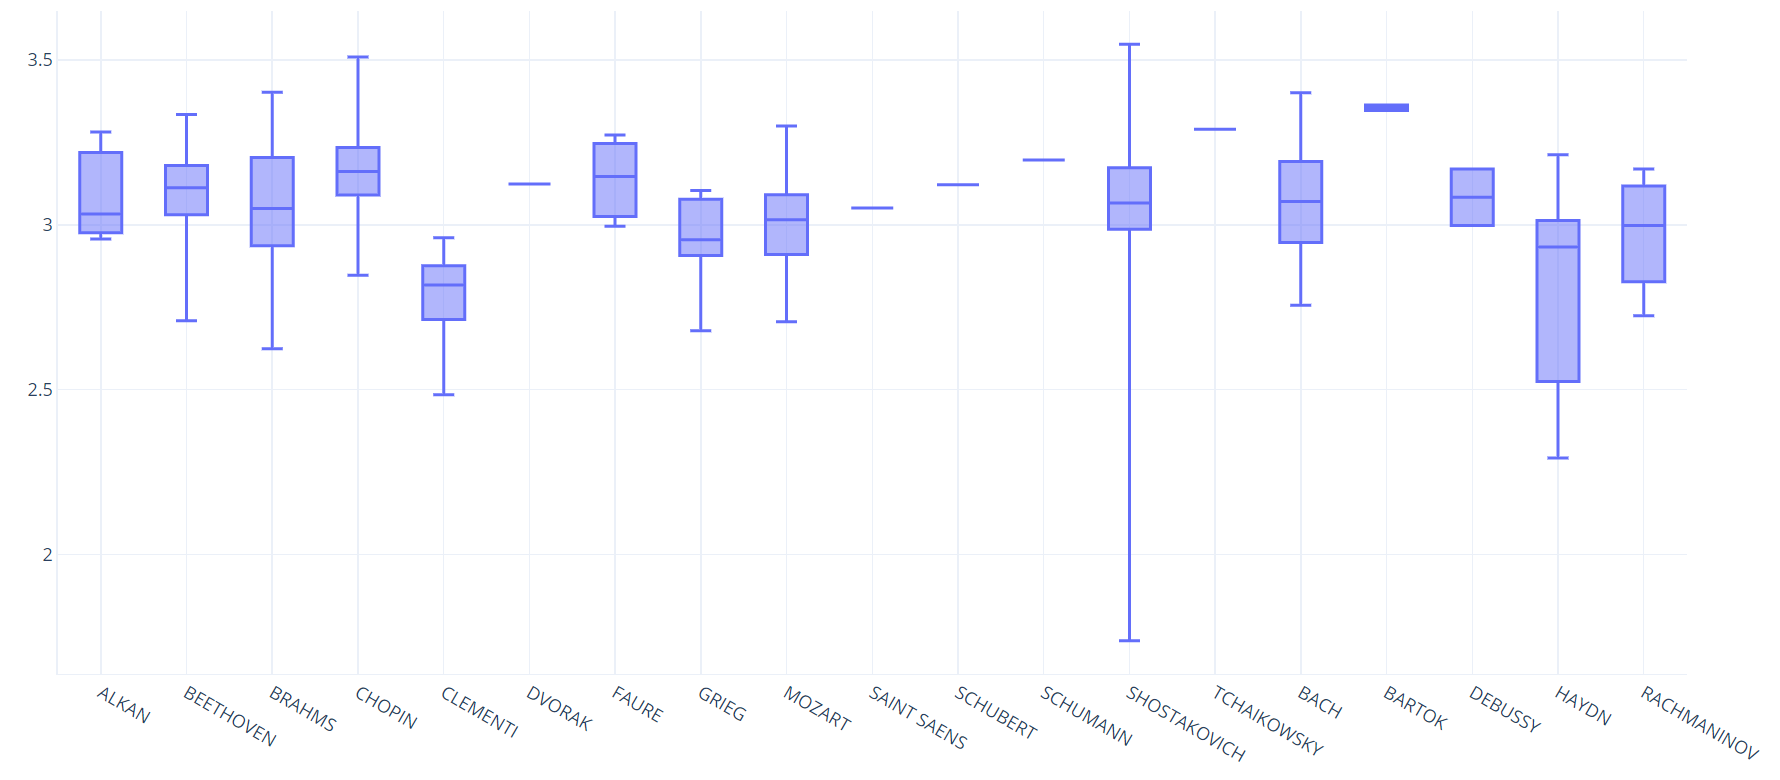 3.5
3
2.5
2
ALKAN
BEETHOVEN
BRAHMS
CHOPIN
CLEMENTI
DVORAK
FAURE
GRIEG
MOZART
SAINT SAENS
SCHUBERT
SCHUMANN
SHOSTAKOVICH
TCHAIKOWSKY
BACH
BARTOK
DEBUSSY
HAYDN
RACHMANINOV